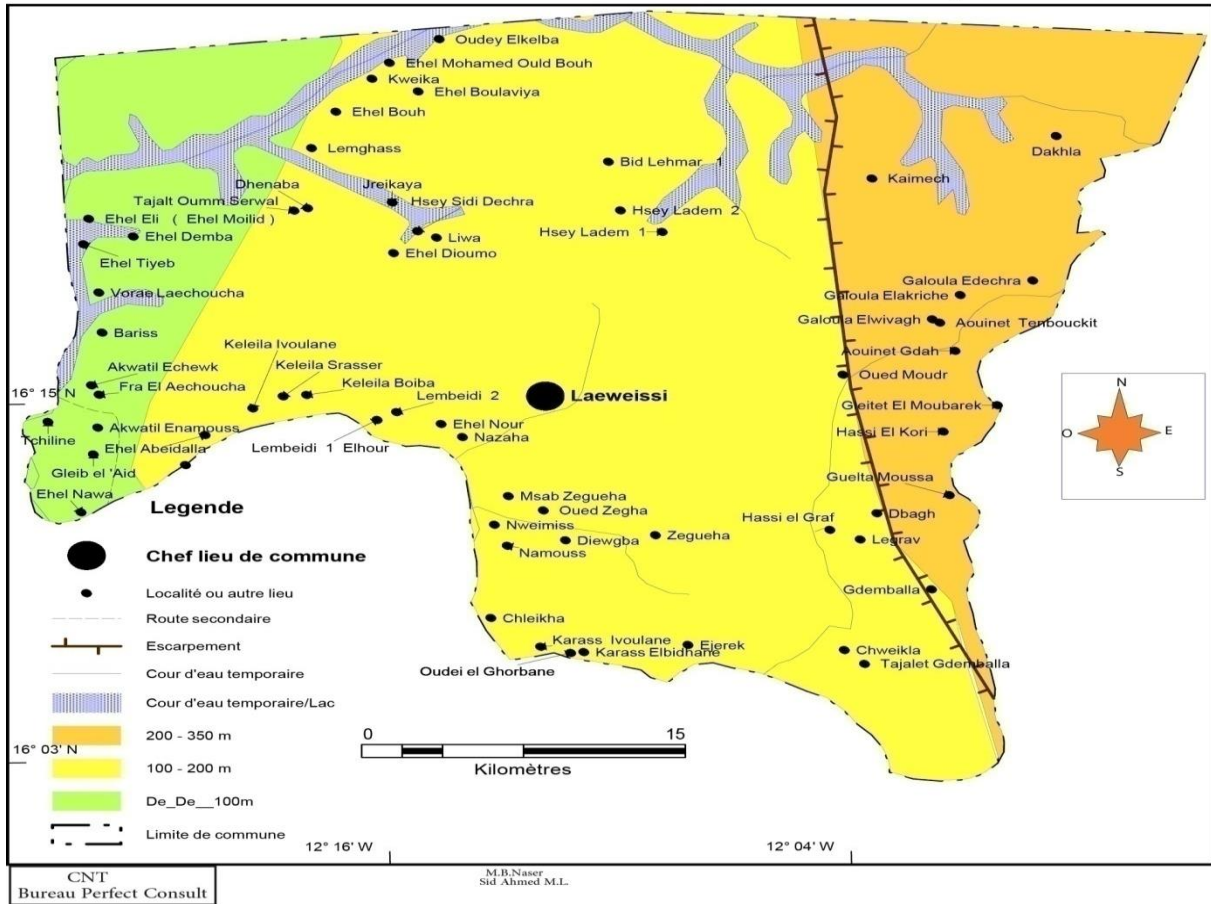 Oudey Elkelba
Ehel Mohamed Ould Bouh
Kweika
Ehel Boulaviya
Ehel Bouh
Lemghass
Bid Lehmar 1
Dakhla
Kaimech
Dhenaba
Jreikaya
Tajalt Oumm Serwal
Hsey Sidi Dechra
Hsey Ladem 2
Ehel Eli ( Ehel Moilid )
Ehel Demba
Liwa
Hsey Ladem 1
Ehel Tiyeb
Ehel Dioumo
Galoula Edechra
Vorae Laechoucha
Galoula Elakriche
Galoula Elwivagh
Aouinet Tenbouckit
Bariss
Keleila Ivoulane
Aouinet Gdah
Keleila Srasser
Oued Moudr
Akwatil Echewk
Keleila Boiba
16° 15' N
Fra El Aechoucha
Lembeidi 2
Laeweissi
Gleitet El Moubarek
N
O
E
S
Tchiline
Akwatil Enamouss
Ehel Nour
Hassi El Kori
Ehel Abeidalla
Lembeidi 1 Elhour
Nazaha
Gleib el 'Aid
Guelta Moussa
Ehel Nawa
Msab Zegueha
Oued Zegha
Hassi el Graf
Dbagh
Nweimiss
Diewgba
Zegueha
Legrav
Namouss
Gdemballa
Chleikha
Karass Ivoulane
Ejerek
Karass Elbidhane
Chweikla
Oudei el Ghorbane
Tajalet Gdemballa
Legende
Chef lieu de commune
Localité ou autre lieu
Route secondaire
Escarpement
Cour d'eau temporaire
Cour d'eau temporaire/Lac
200 - 350 m
16° 03' N
100 - 200 m
De_De__100m
Limite de commune
0
15
Kilomètres
12° 16' W
12° 04' W
CNT
Bureau Perfect Consult
M.B.Naser
Sid Ahmed M.L.